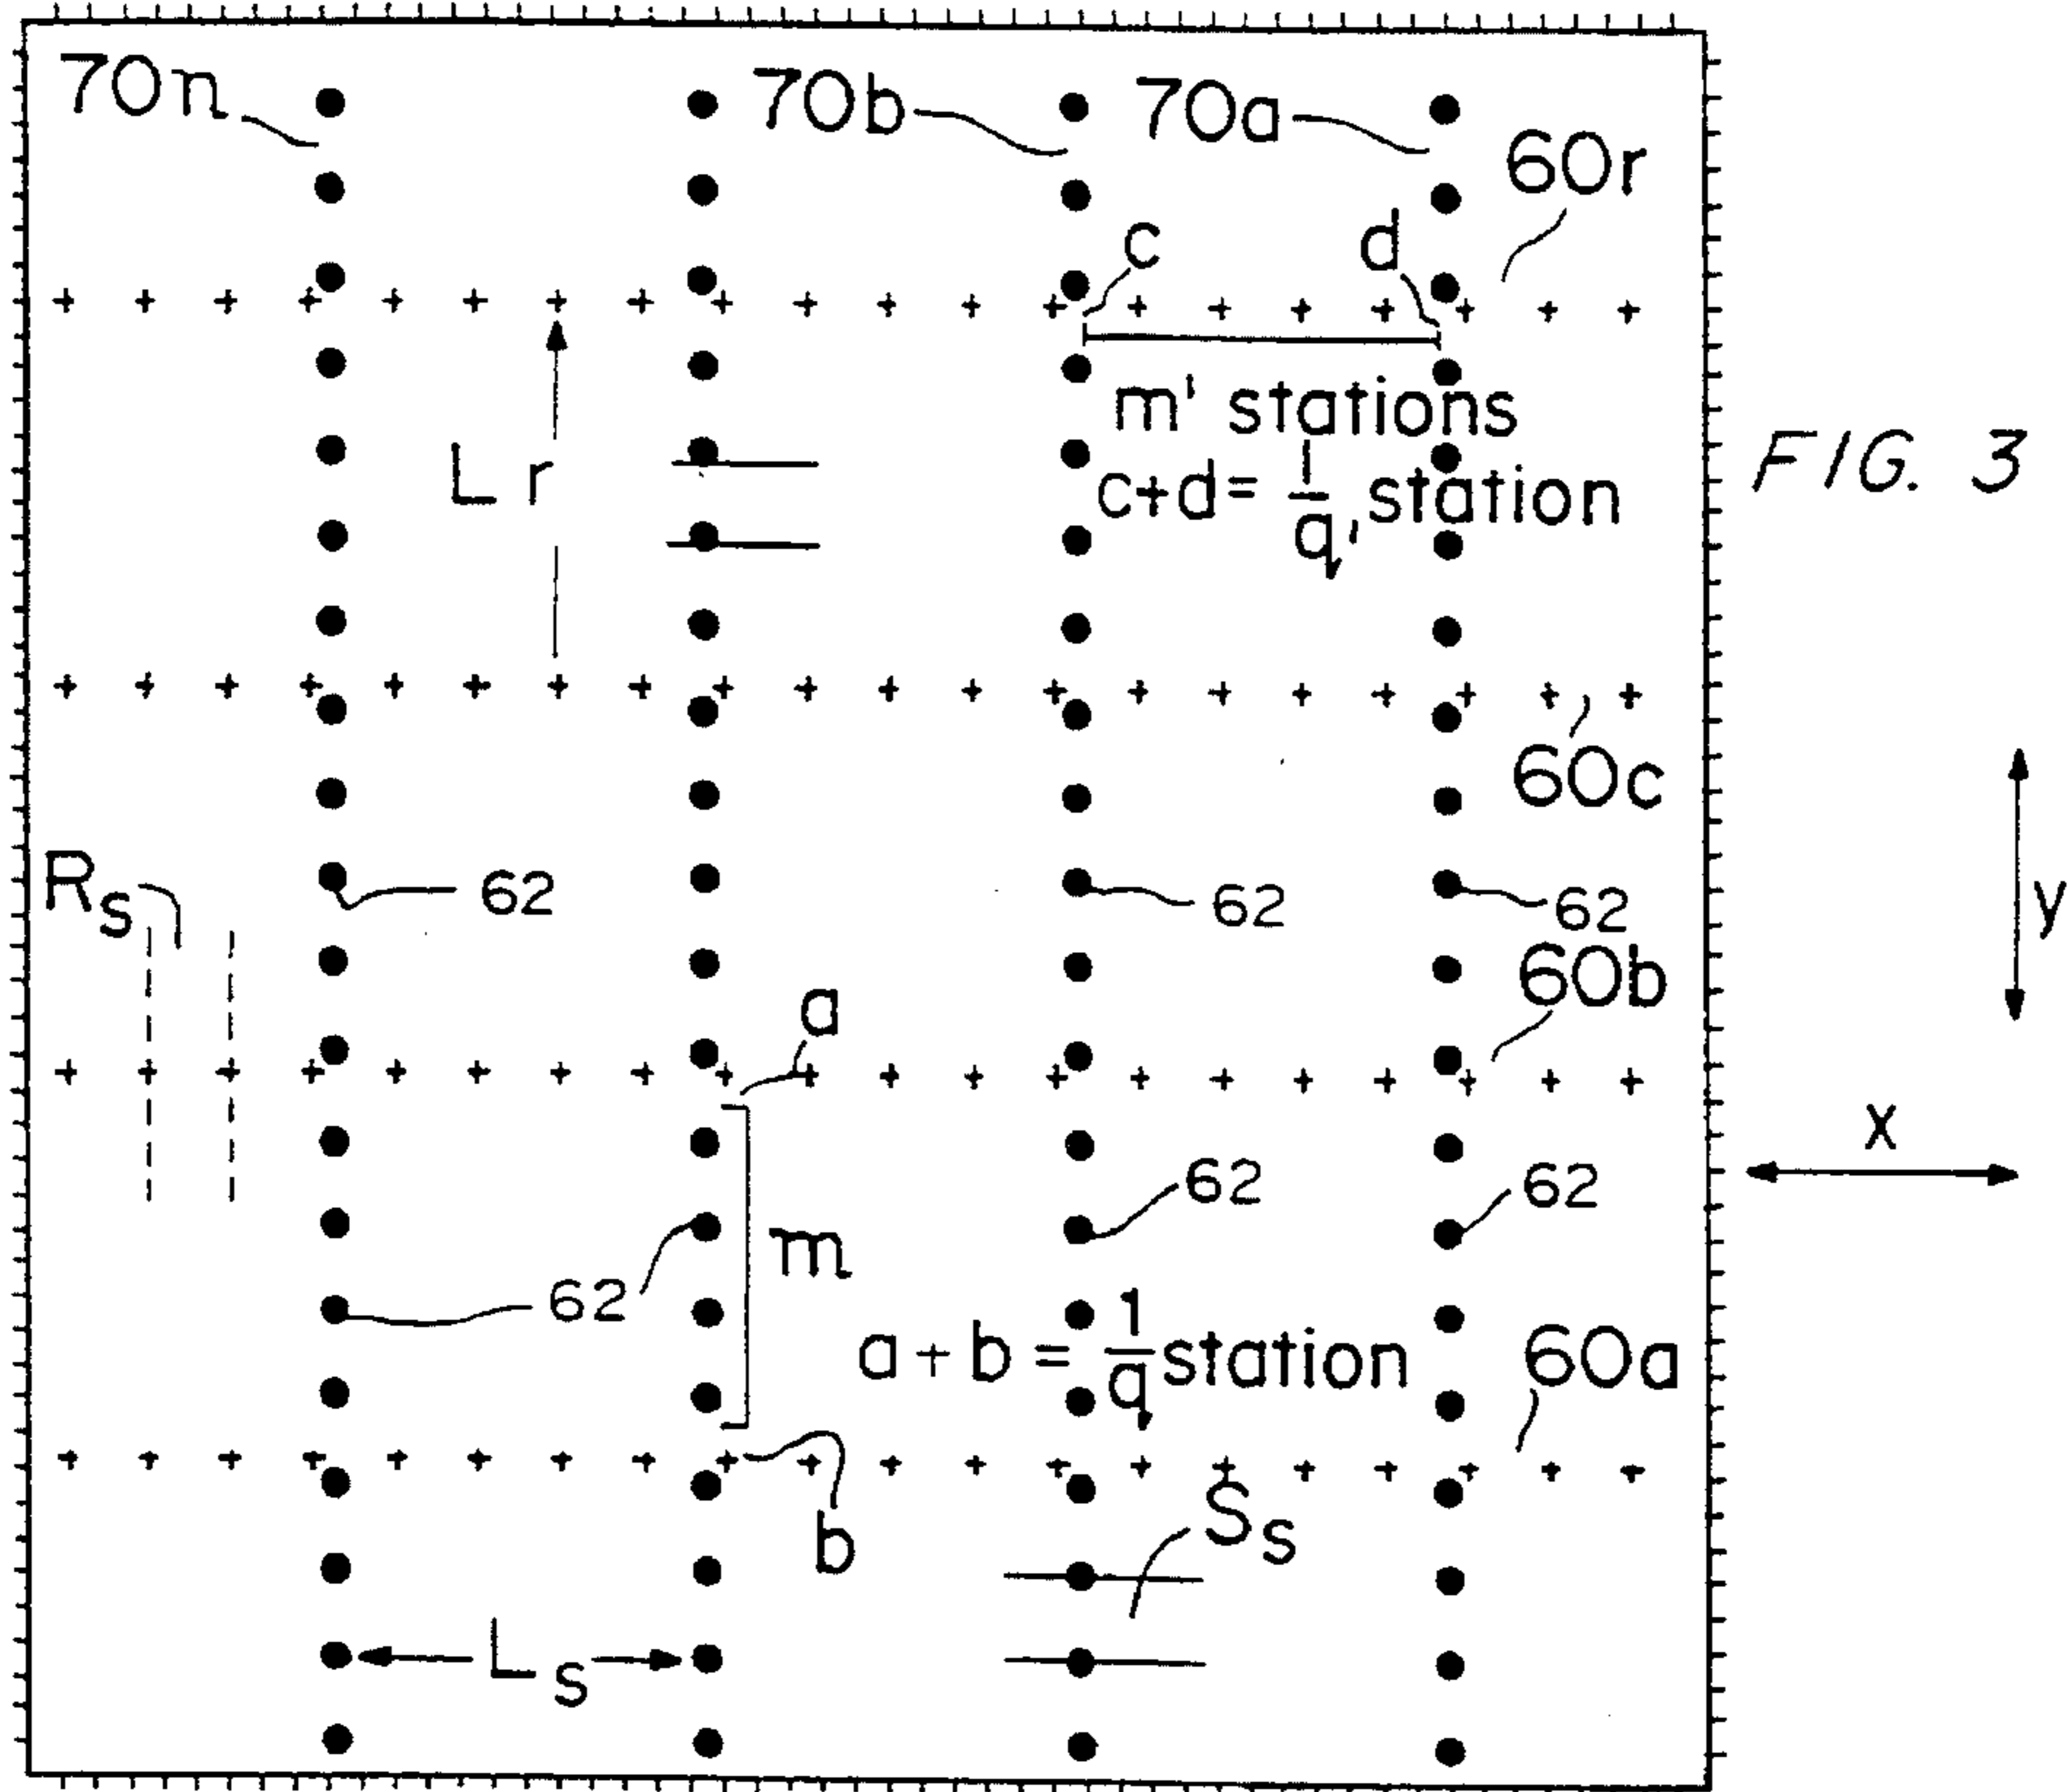 70n
70b
70a
60r
c
d
m' stations
c+d= 1/q' station
Lr
FIG. 3
60c
Rs
62
62
62
60b
y
a
x
62
62
62
m
a+b= 1/q station
60a
b
Ss
Ls